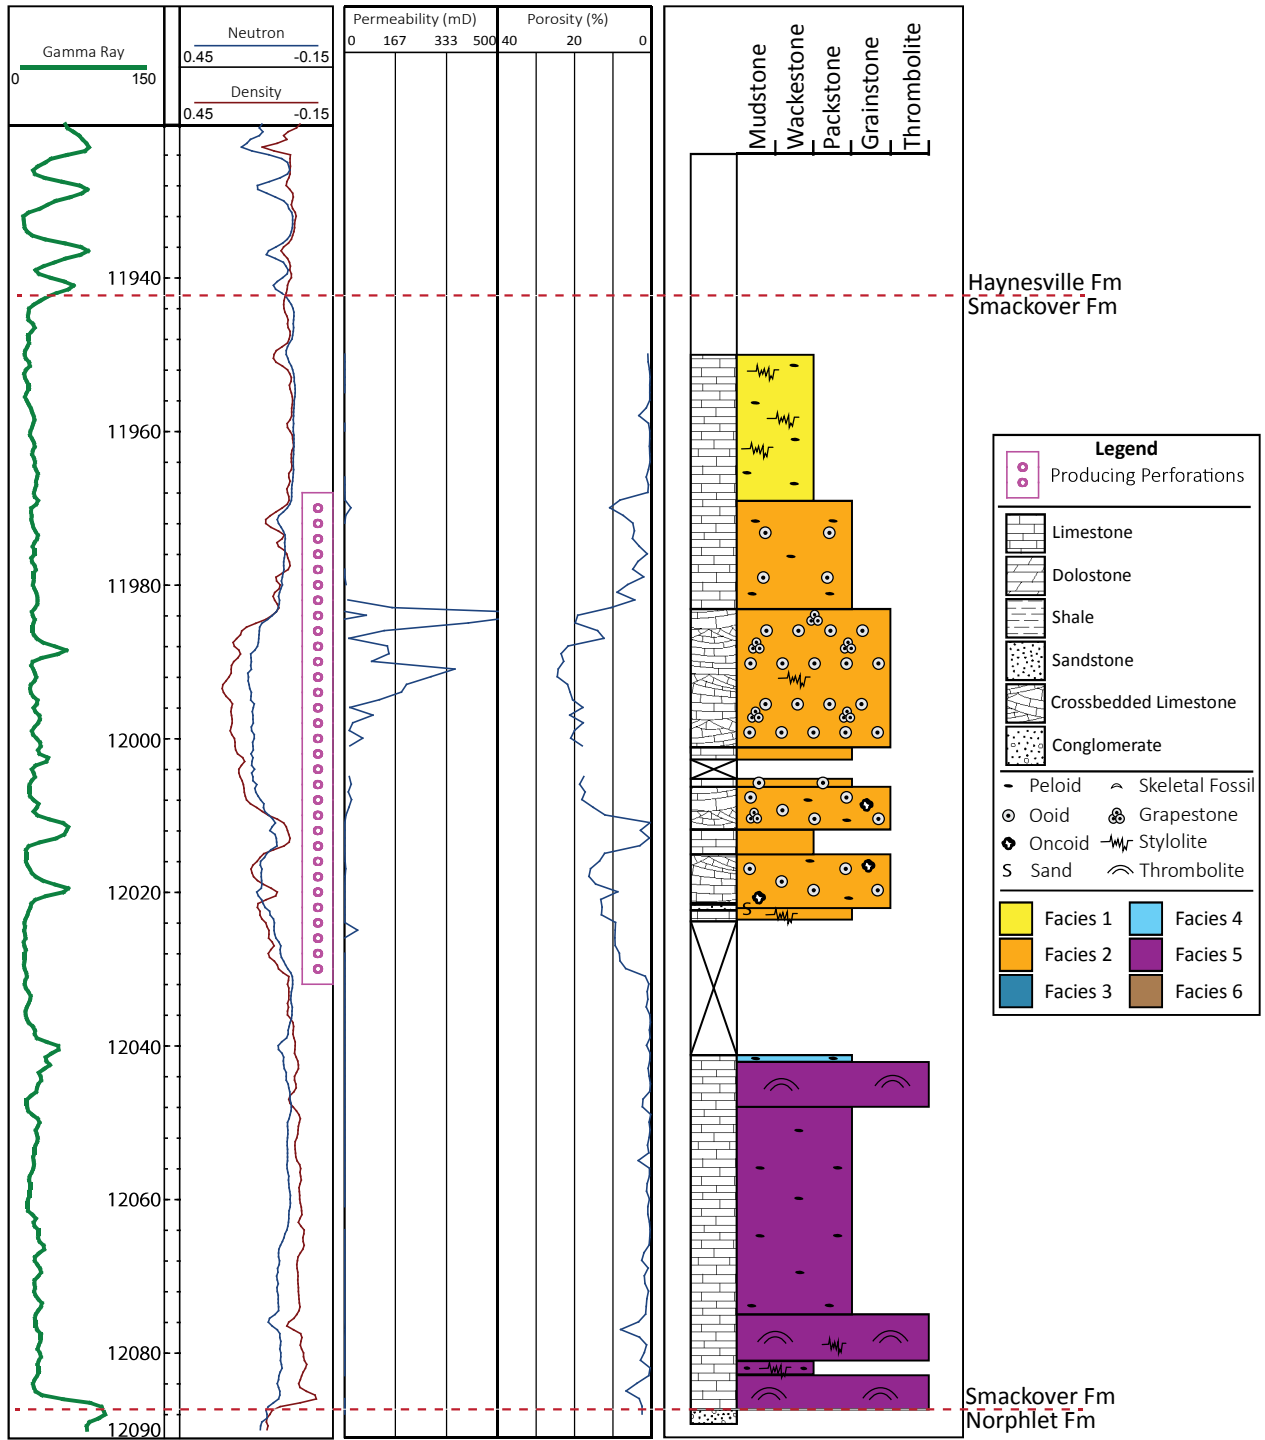 Gamma Ray
0 150
Neutron
0.45 -0.15
Density
0.45 -0.15
Permeability (mD)
0 167 333 500
Porosity (%)
40 20 0
Mudstone
Wackestone
Packstone
Grainstone
Thrombolite
11940
11960
11980
12000
12020
12040
12060
12080
12090
Haynesville Fm
Smackover Fm
S
Smackover Fm
Norphlet Fm
Legend
Producing Perforations
Limestone
Dolostone
Shale
Sandstone
Crossbedded Limestone
Conglomerate
Peloid Skeletal Fossil
Ooid Grapestone
Oncoid Stylolite
S Sand Thrombolite
Facies 1 Facies 4
Facies 2 Facies 5
Facies 3 Facies 6